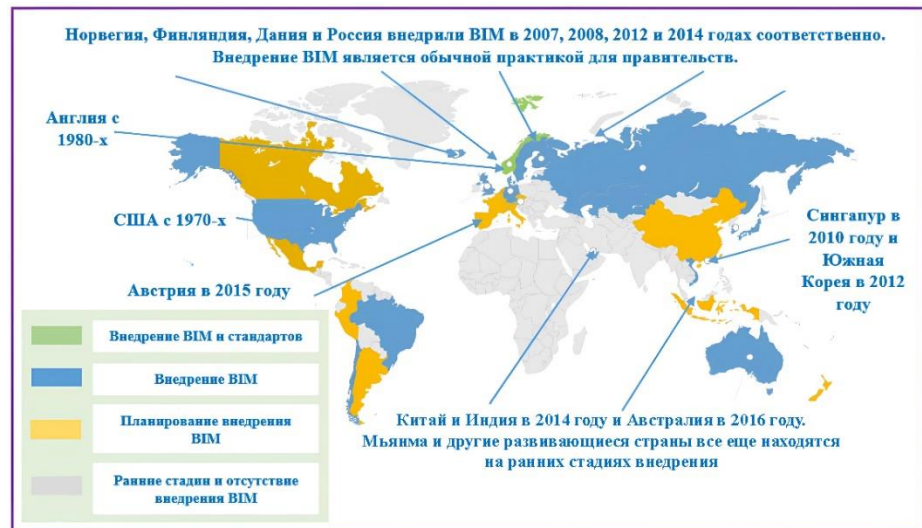 Норвегия, Финляндия, Дания и Россия внедрили BIM в 2007, 2008, 2012 и 2014 годах соответственно.
Внедрение BIM является обычной практикой для правительств.
Англия с
1980-х
США с 1970-х
Австрия в 2015 году
Сингапур в
2010 году и
Южная
Корея в 2012
году
Внедрение BIM и стандартов
Внедрение BIM
Планирование внедрения
BIM
Ранние стадии и отсутствие
внедрения BIM
Китай и Индия в 2014 году и Австралия в 2016 году.
Мьянма и другие развивающиеся страны все еще находятся
на ранних стадиях внедрения